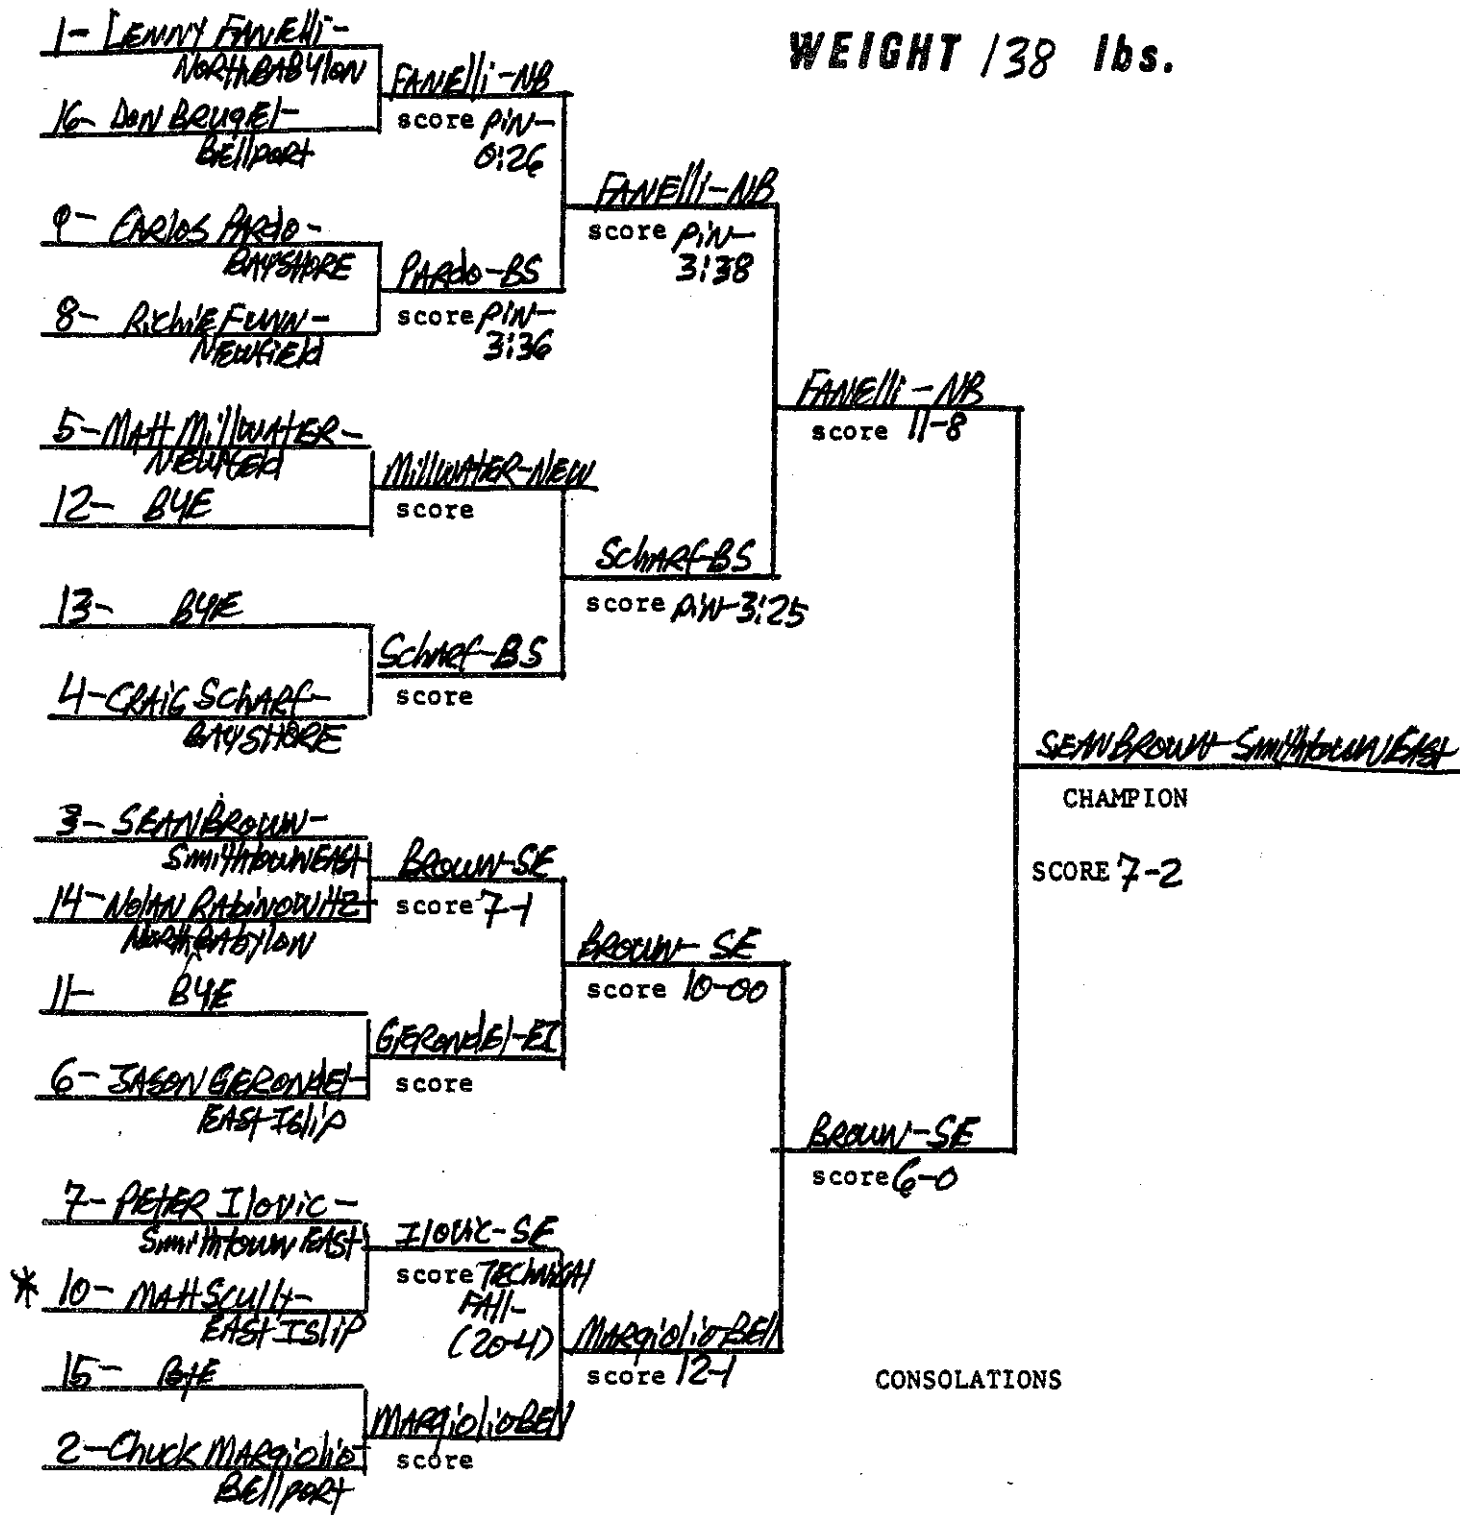 WEIGHT 138 lbs.
1- LENNY FANElli-
NORTH BABYlON
FANElli-NB
score PiN-
0:26
16- DON BRUgEl-
BEllPORT
FANElli-NB
score PiN-
3:38
9- CARlOS PARdo-
BAYSHORE
PARdo-BS
score PiN-
3:36
8- RichiE FUNN-
NEWfiEld
FANElli-NB
score 11-8
5-MAtt MillWATER-
NEWfiEld
MillWATER-NEW
score
12- BYE
SchARf-BS
score PiN-3:25
13- BYE
SchARf-BS
score
4-CRAiG SchARf-
BAYSHORE
SEAN BROWN-SmithtOWN EASt
CHAMPION
SCORE 7-2
3- SEAN BROWN-
SmithtOWN EASt
BROWN-SE
score 7-1
14-NOlAN RAbiNOWitz
NORth BAbylON
BROWN- SE
score 10-00
11- BYE
GERONdEl-EI
score
6- JASON GERONdEl-
EASt ISliP
BROWN-SE
score 6-0
7- PEtER IlOViC-
SmithtOWN EASt
IlOViC-SE
score TEChNiCAl
FAll-
(20-4)
* 10- MAtt SCUlly-
EASt ISliP
MARgiOliO-BEll
score 12-1
15- BYE
MARgiOliO BEll
score
2-ChUCK MARgiOliO-
BEllPORt
CONSOLATIONS